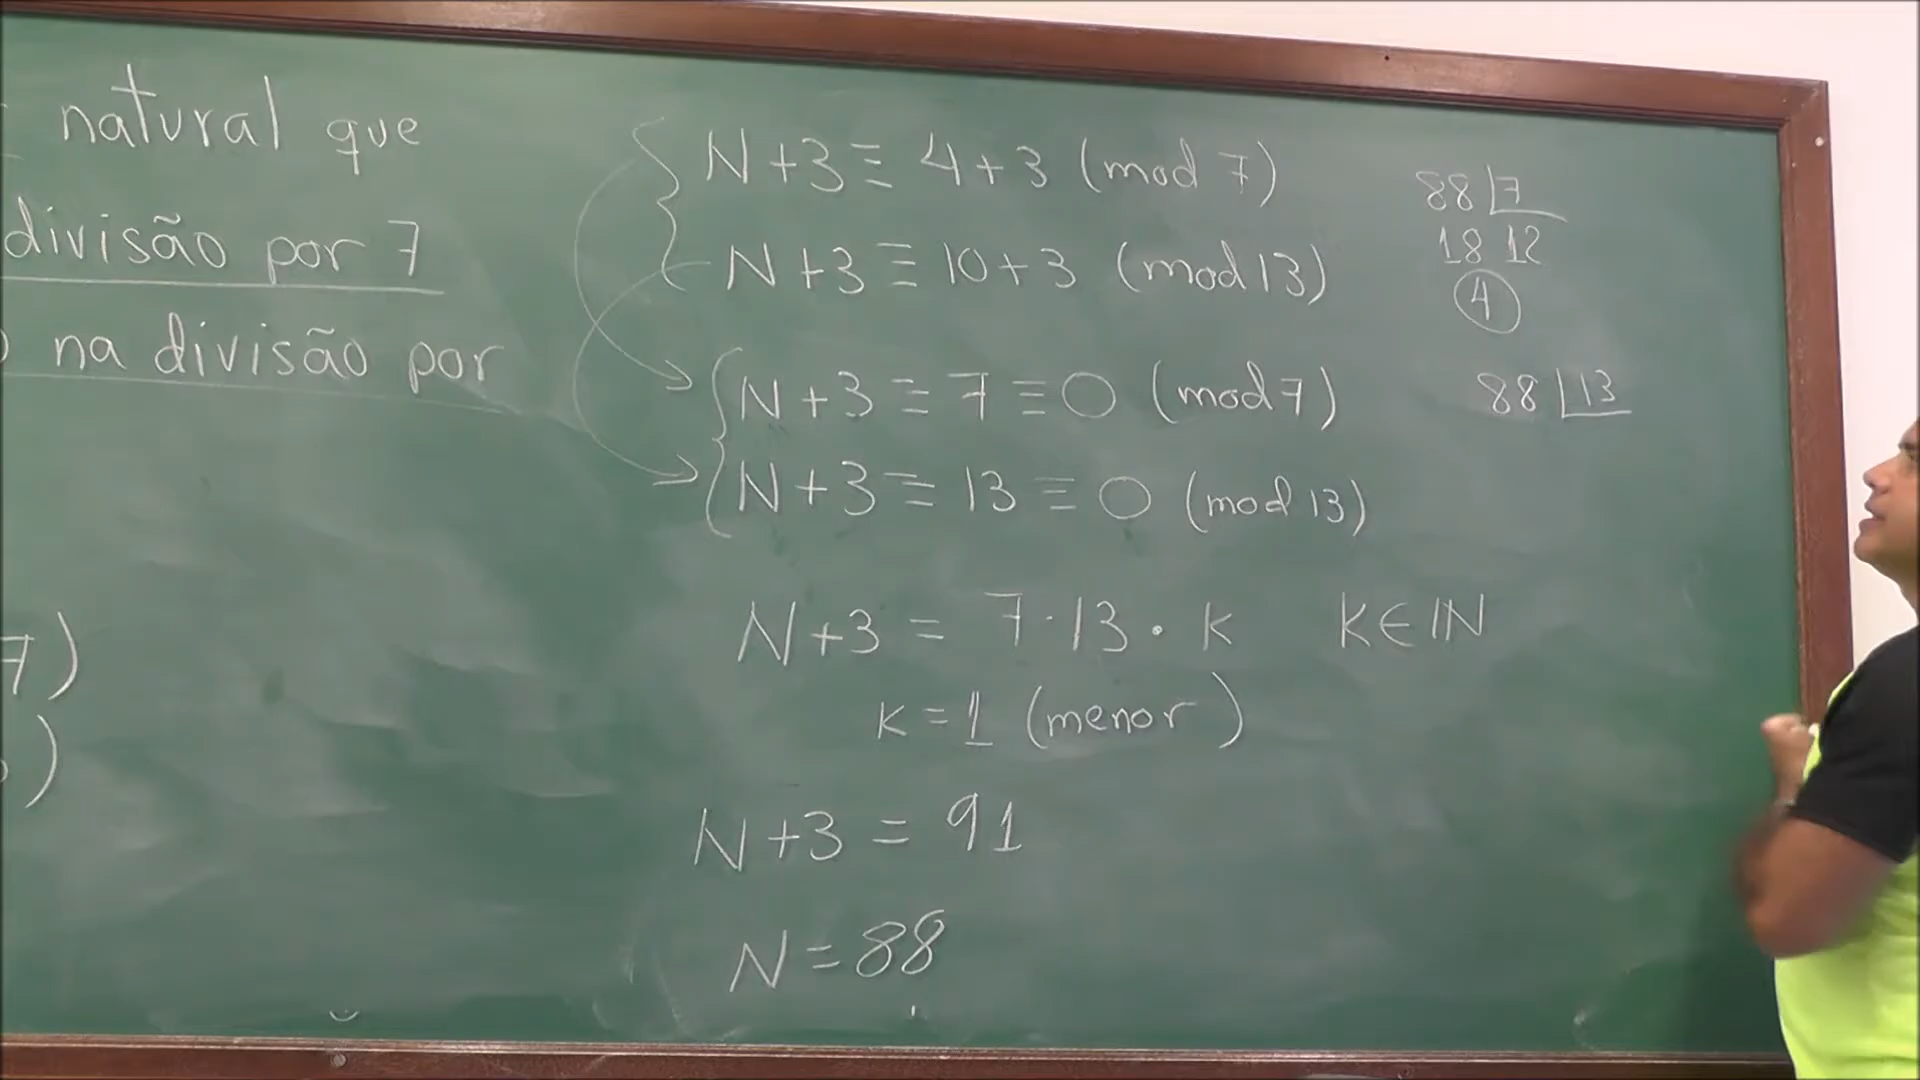 natural que
divisão por 7
na divisão por
7)
)
N+3 ≡ 4+3 (mod 7)
N+3 ≡ 10+3 (mod 13)
N+3 ≡ 7 ≡ 0 (mod 7)
N+3 ≡ 13 ≡ 0 (mod 13)
N+3 = 7·13·K K∈ℕ
K=1 (menor)
N+3 = 91
N=88
88 7
18 12
4
88 13